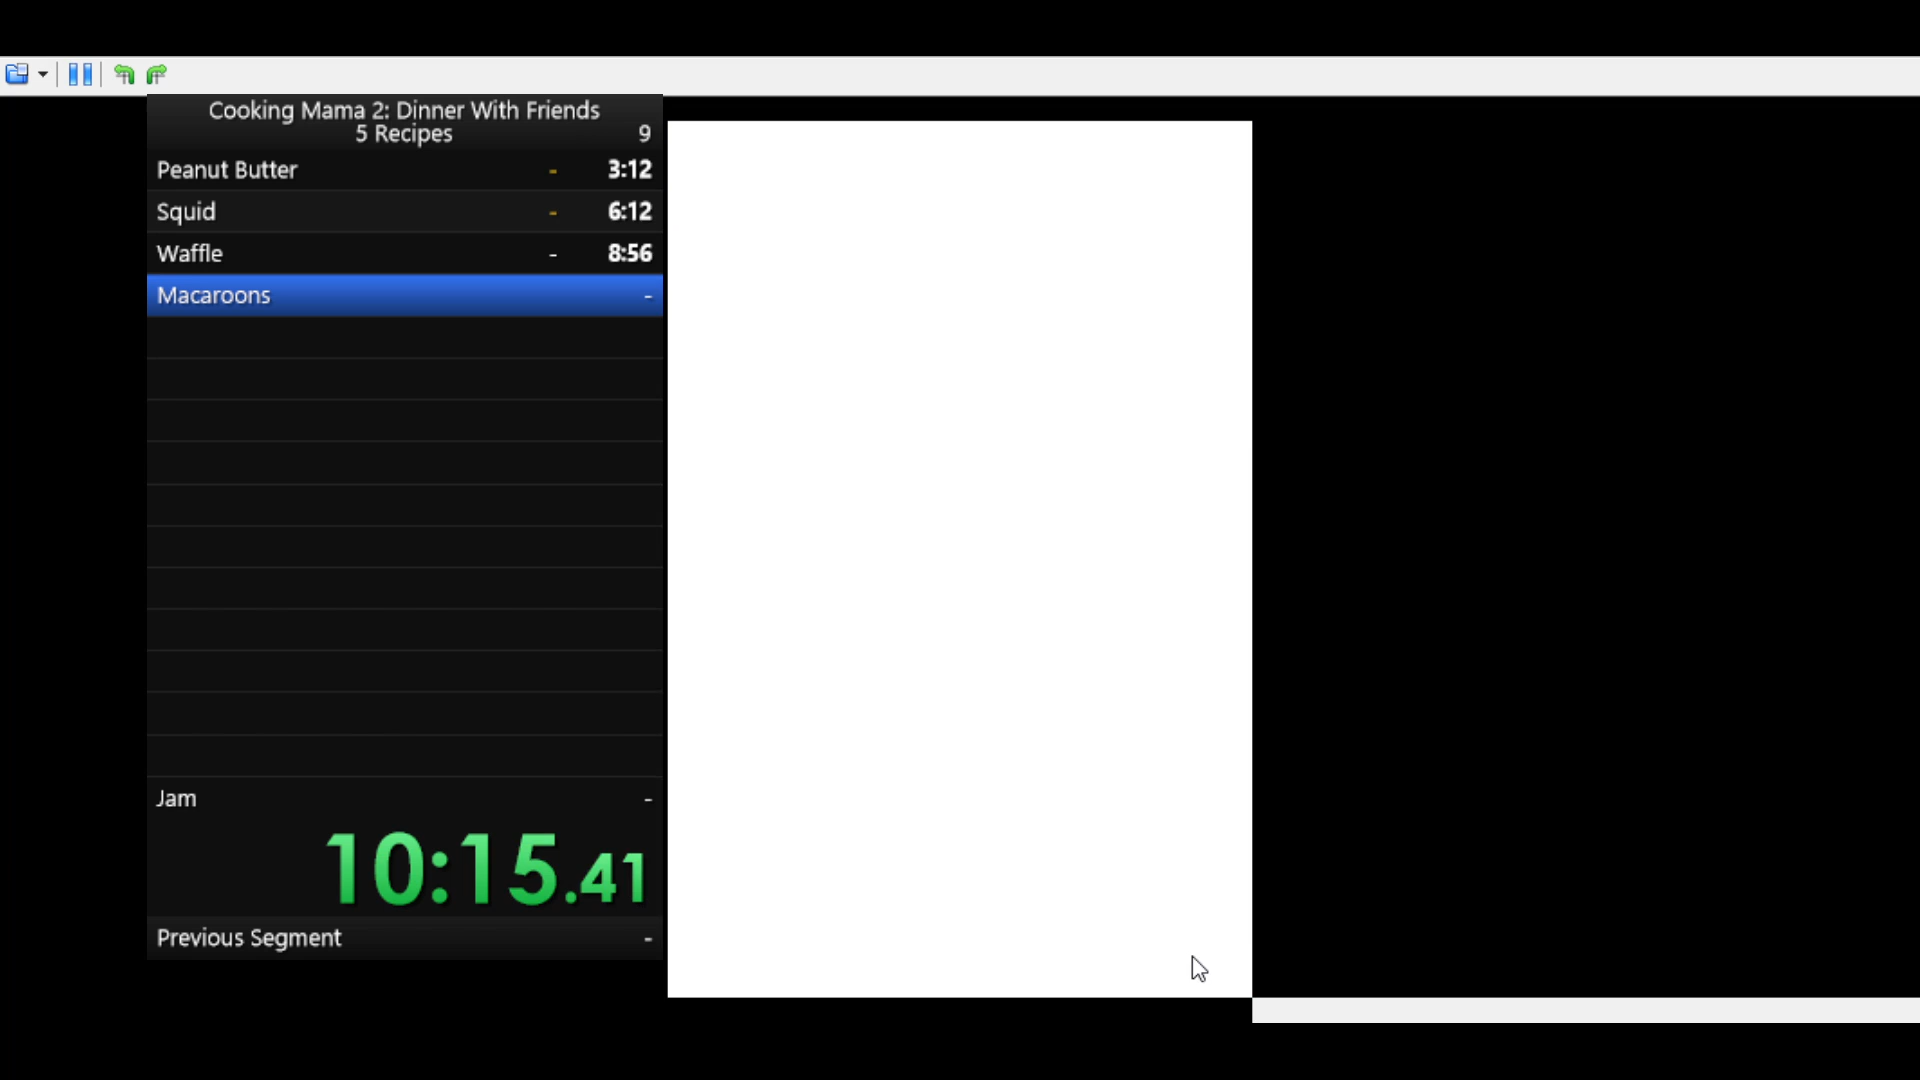 Cooking Mama 2: Dinner With Friends
5 Recipes 9
Peanut Butter - 3:12
Squid - 6:12
Waffle - 8:56
Macaroons -
Jam -
10:15.41
Previous Segment -